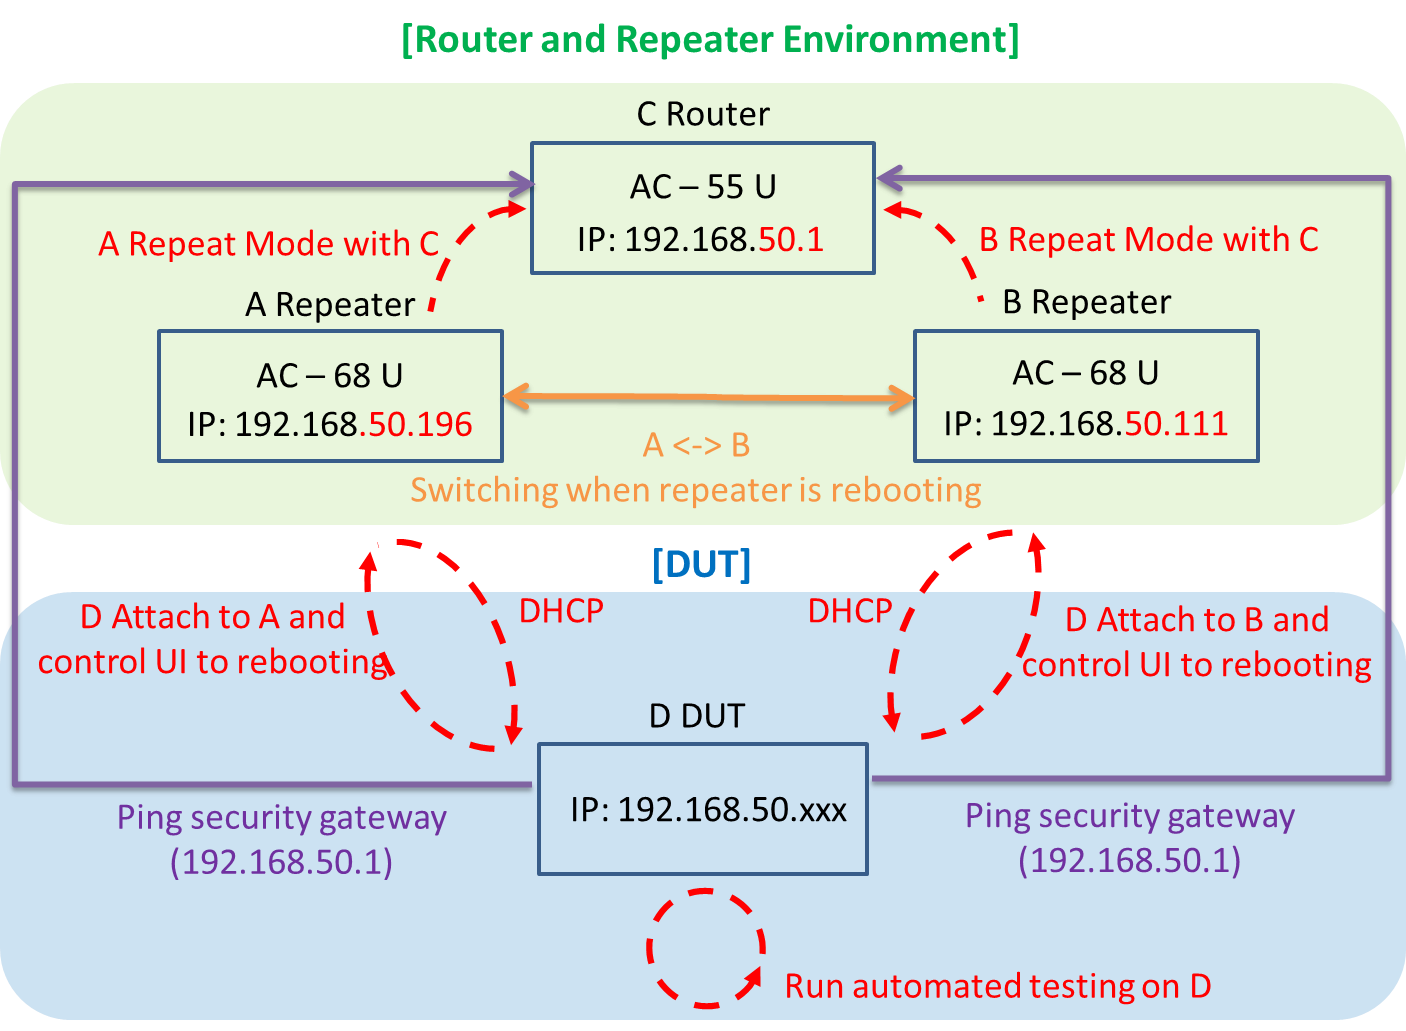 [Router and Repeater Environment]
C Router
AC – 55 U
IP: 192.168.50.1
A Repeat Mode with C
B Repeat Mode with C
A Repeater
B Repeater
AC – 68 U
IP: 192.168.50.196
AC – 68 U
IP: 192.168.50.111
A <-> B
Switching when repeater is rebooting
[DUT]
D Attach to A and
control UI to rebooting
DHCP
DHCP
D Attach to B and
control UI to rebooting
D DUT
IP: 192.168.50.xxx
Ping security gateway
(192.168.50.1)
Ping security gateway
(192.168.50.1)
Run automated testing on D